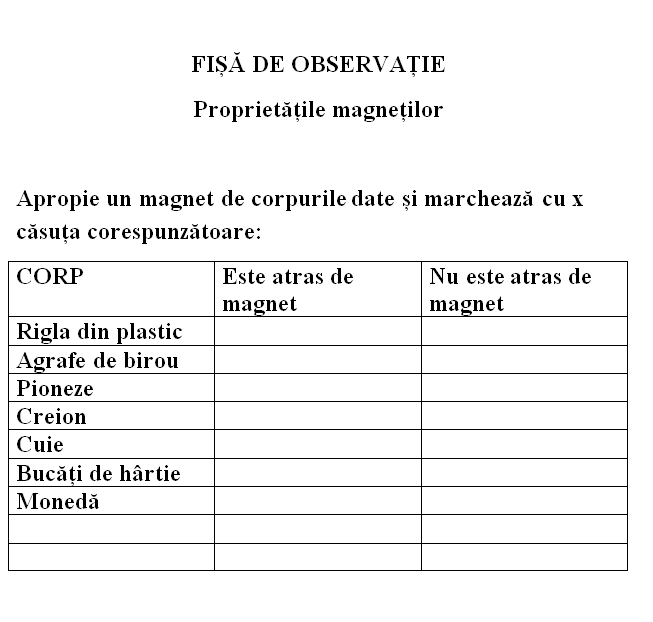 FIȘĂ DE OBSERVAȚIE
Proprietățile magneților
Apropie un magnet de corpurile date și marchează cu x
căsuța corespunzătoare:
CORP Este atras de magnet Nu este atras de magnet
Rigla din plastic
Agrafe de birou
Pioneze
Creion
Cuie
Bucăți de hârtie
Monedă